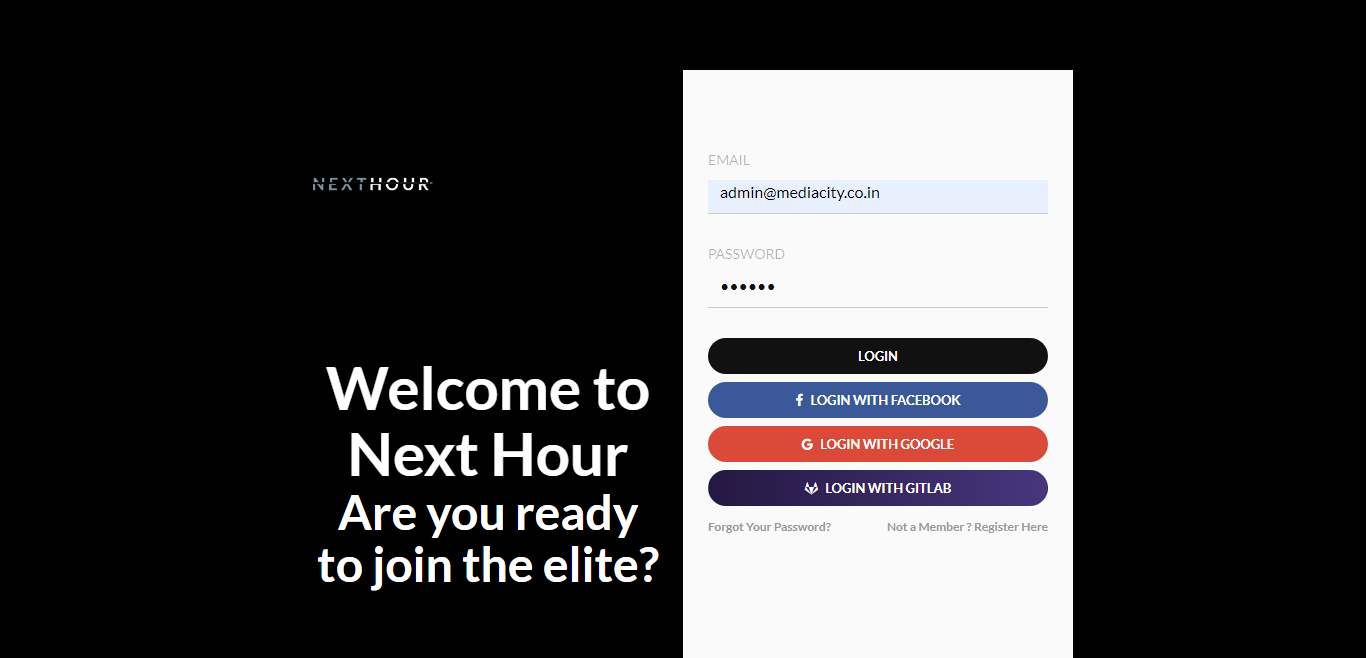 NEXTHOUR
Welcome to
Next Hour
Are you ready
to join the elite?
EMAIL
admin@mediacity.co.in
PASSWORD
••••••
LOGIN
LOGIN WITH FACEBOOK
LOGIN WITH GOOGLE
LOGIN WITH GITLAB
Forgot Your Password?
Not a Member ? Register Here